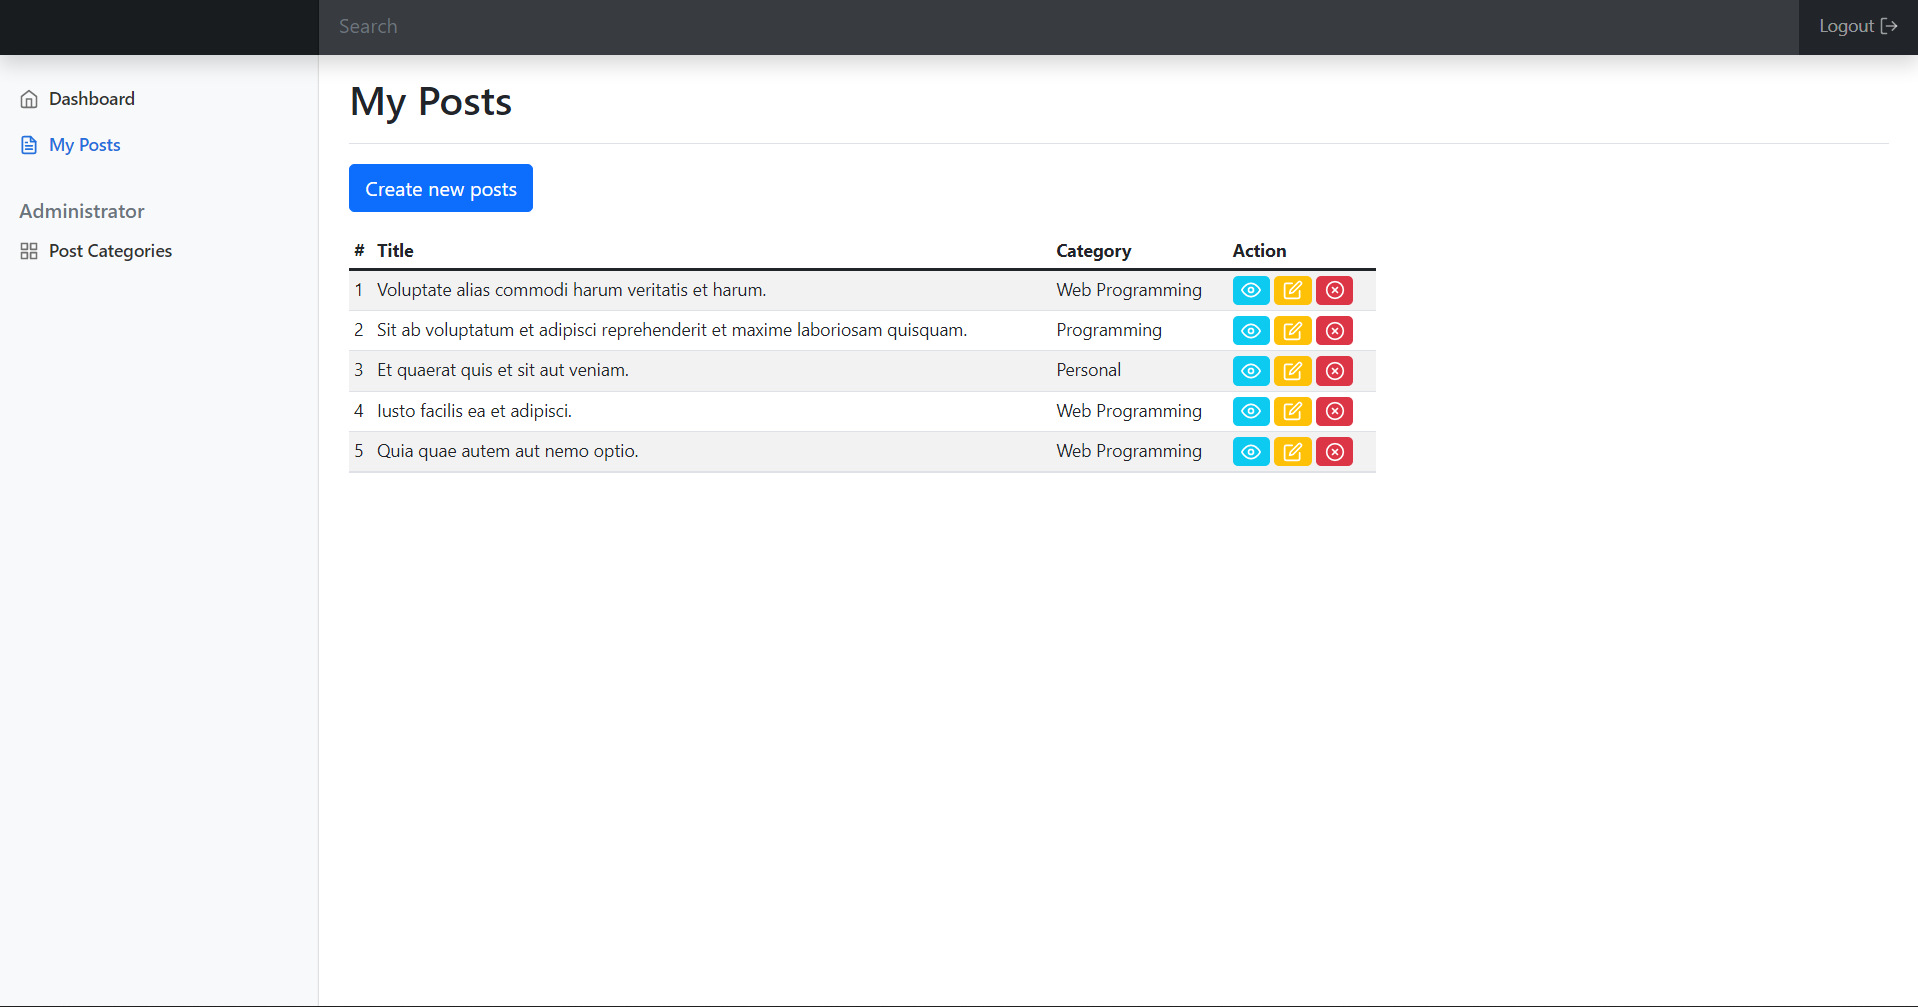 Search
Logout
Dashboard
My Posts
Administrator
Post Categories
My Posts
Create new posts
# Title Category Action
1 Voluptate alias commodi harum veritatis et harum. Web Programming
2 Sit ab voluptatum et adipisci reprehenderit et maxime laboriosam quisquam. Programming
3 Et quaerat quis et sit aut veniam. Personal
4 Iusto facilis ea et adipisci. Web Programming
5 Quia quae autem aut nemo optio. Web Programming